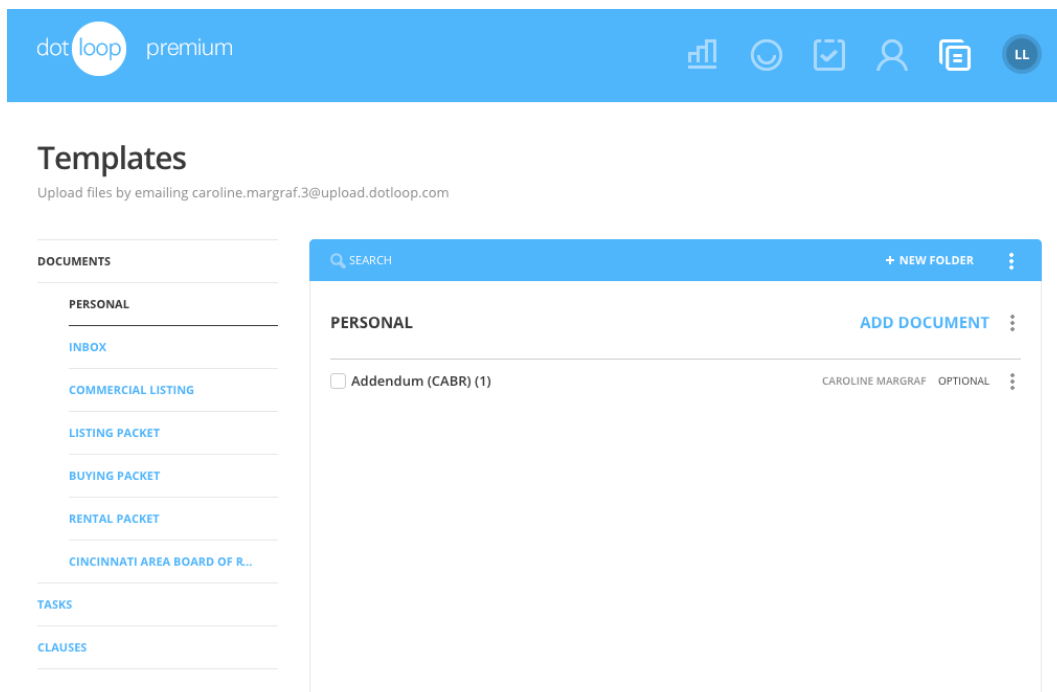 dot loop premium
LL
Templates
Upload files by emailing caroline.margraf.3@upload.dotloop.com
DOCUMENTS
PERSONAL
INBOX
COMMERCIAL LISTING
LISTING PACKET
BUYING PACKET
RENTAL PACKET
CINCINNATI AREA BOARD OF R...
TASKS
CLAUSES
SEARCH
+ NEW FOLDER
PERSONAL
ADD DOCUMENT
Addendum (CABR) (1)
CAROLINE MARGRAF OPTIONAL